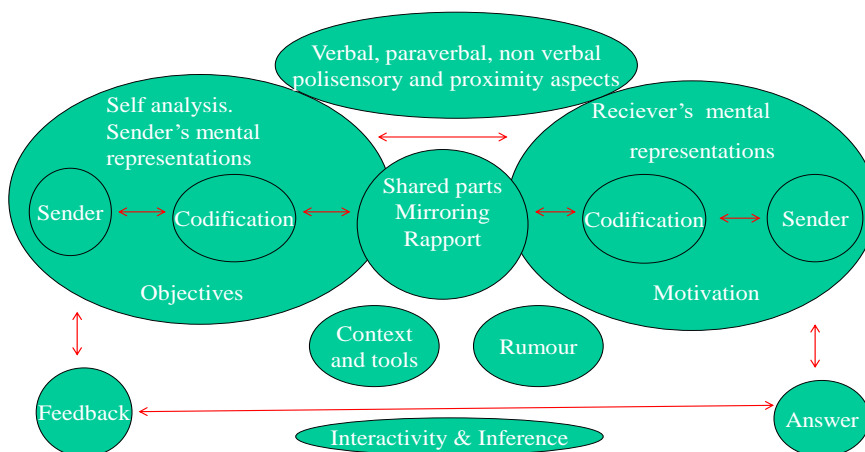 Verbal, paraverbal, non verbal
polisensory and proximity aspects
Self analysis.
Sender's mental
representations
Reciever's mental
representations
Sender
Codification
Shared parts
Mirroring
Rapport
Codification
Sender
Objectives
Motivation
Context
and tools
Rumour
Feedback
Answer
Interactivity & Inference